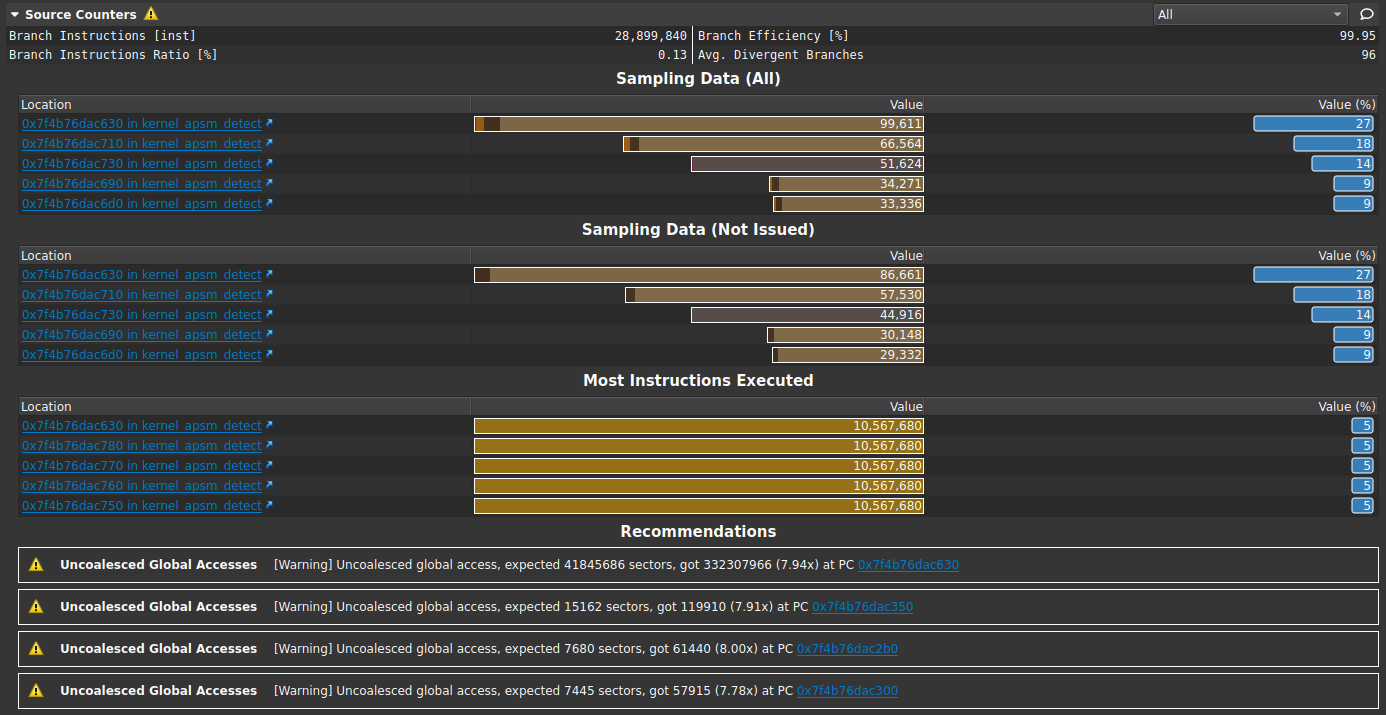 Source Counters All
Branch Instructions [inst] 28,899,840 Branch Efficiency [%] 99.95
Branch Instructions Ratio [%] 0.13 Avg. Divergent Branches 96
Sampling Data (All)
Location Value Value (%)
0x7f4b76dac630 in kernel_apsm_detect 99,611 27
0x7f4b76dac710 in kernel_apsm_detect 66,564 18
0x7f4b76dac730 in kernel_apsm_detect 51,624 14
0x7f4b76dac690 in kernel_apsm_detect 34,271 9
0x7f4b76dac6d0 in kernel_apsm_detect 33,336 9
Sampling Data (Not Issued)
Location Value Value (%)
0x7f4b76dac630 in kernel_apsm_detect 86,661 27
0x7f4b76dac710 in kernel_apsm_detect 57,530 18
0x7f4b76dac730 in kernel_apsm_detect 44,916 14
0x7f4b76dac690 in kernel_apsm_detect 30,148 9
0x7f4b76dac6d0 in kernel_apsm_detect 29,332 9
Most Instructions Executed
Location Value Value (%)
0x7f4b76dac630 in kernel_apsm_detect 10,567,680 5
0x7f4b76dac780 in kernel_apsm_detect 10,567,680 5
0x7f4b76dac770 in kernel_apsm_detect 10,567,680 5
0x7f4b76dac760 in kernel_apsm_detect 10,567,680 5
0x7f4b76dac750 in kernel_apsm_detect 10,567,680 5
Recommendations
Uncoalesced Global Accesses [Warning] Uncoalesced global access, expected 41845686 sectors, got 332307966 (7.94x) at PC 0x7f4b76dac630
Uncoalesced Global Accesses [Warning] Uncoalesced global access, expected 15162 sectors, got 119910 (7.91x) at PC 0x7f4b76dac350
Uncoalesced Global Accesses [Warning] Uncoalesced global access, expected 7680 sectors, got 61440 (8.00x) at PC 0x7f4b76dac2b0
Uncoalesced Global Accesses [Warning] Uncoalesced global access, expected 7445 sectors, got 57915 (7.78x) at PC 0x7f4b76dac300